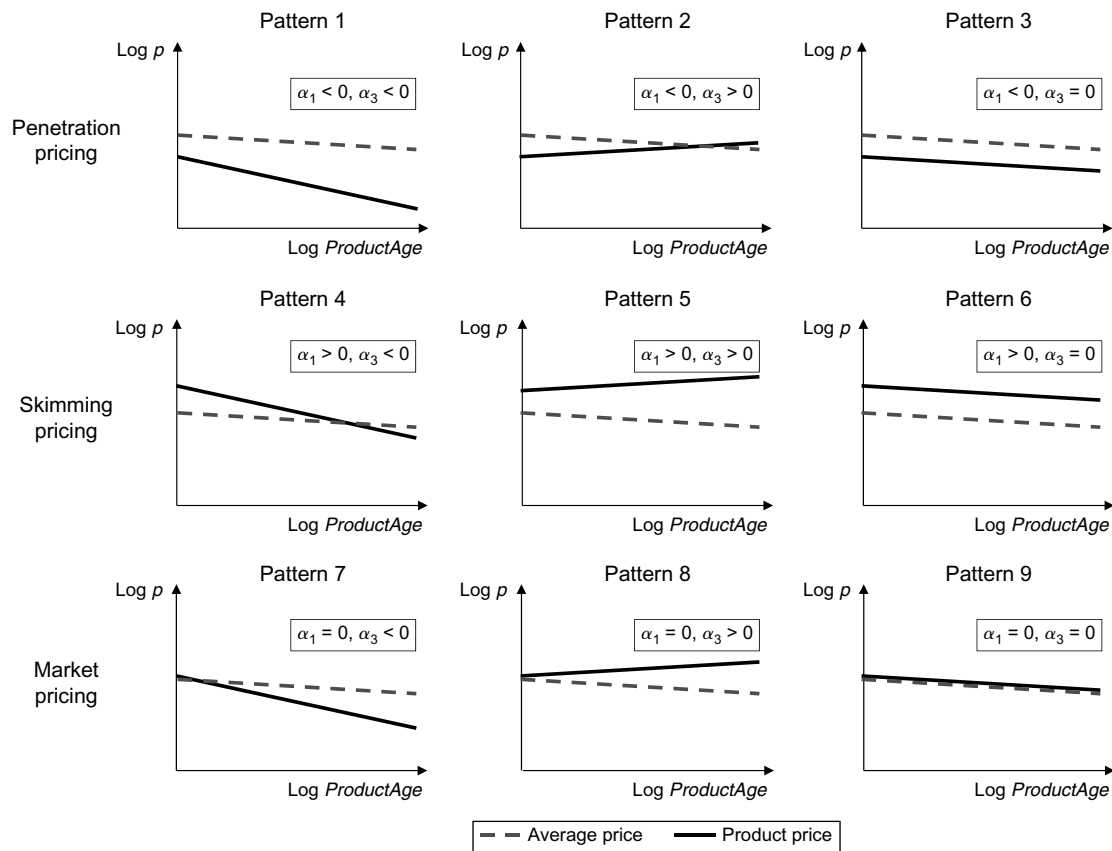 Pattern 1
Pattern 2
Pattern 3
Log p
Log p
Log p
α1 < 0, α3 < 0
α1 < 0, α3 > 0
α1 < 0, α3 = 0
Penetration
pricing
Log ProductAge
Log ProductAge
Log ProductAge
Pattern 4
Pattern 5
Pattern 6
Log p
Log p
Log p
α1 > 0, α3 < 0
α1 > 0, α3 > 0
α1 > 0, α3 = 0
Skimming
pricing
Log ProductAge
Log ProductAge
Log ProductAge
Pattern 7
Pattern 8
Pattern 9
Log p
Log p
Log p
α1 = 0, α3 < 0
α1 = 0, α3 > 0
α1 = 0, α3 = 0
Market
pricing
Log ProductAge
Log ProductAge
Log ProductAge
Average price
Product price